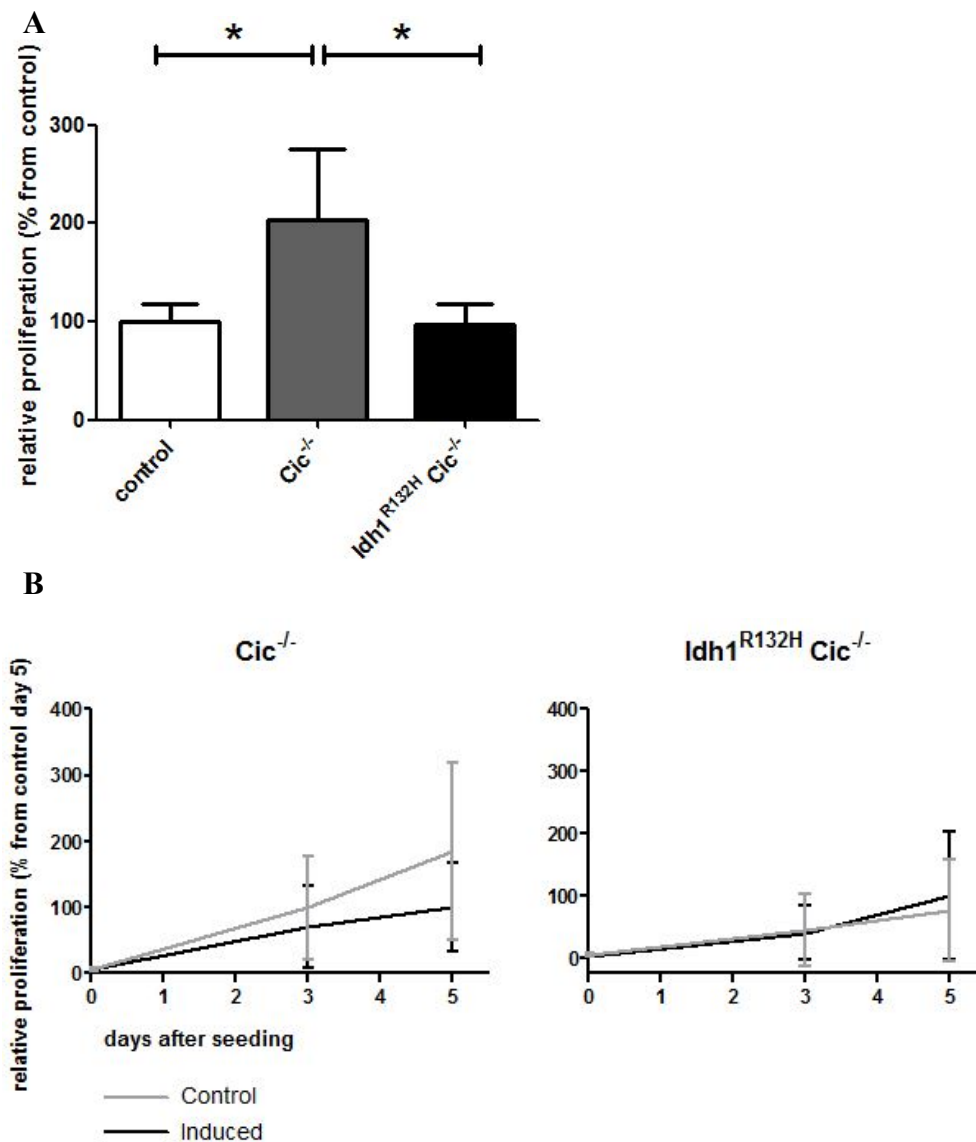 A
relative proliferation (% from control)
* *
300
200
100
0
control
Cic-/-
Idh1R132H Cic-/-
B
Cic-/-
Idh1R132H Cic-/-
relative proliferation (% from control day 5)
400
300
200
100
0
0 1 2 3 4 5
400
300
200
100
0
0 1 2 3 4 5
days after seeding
Control
Induced